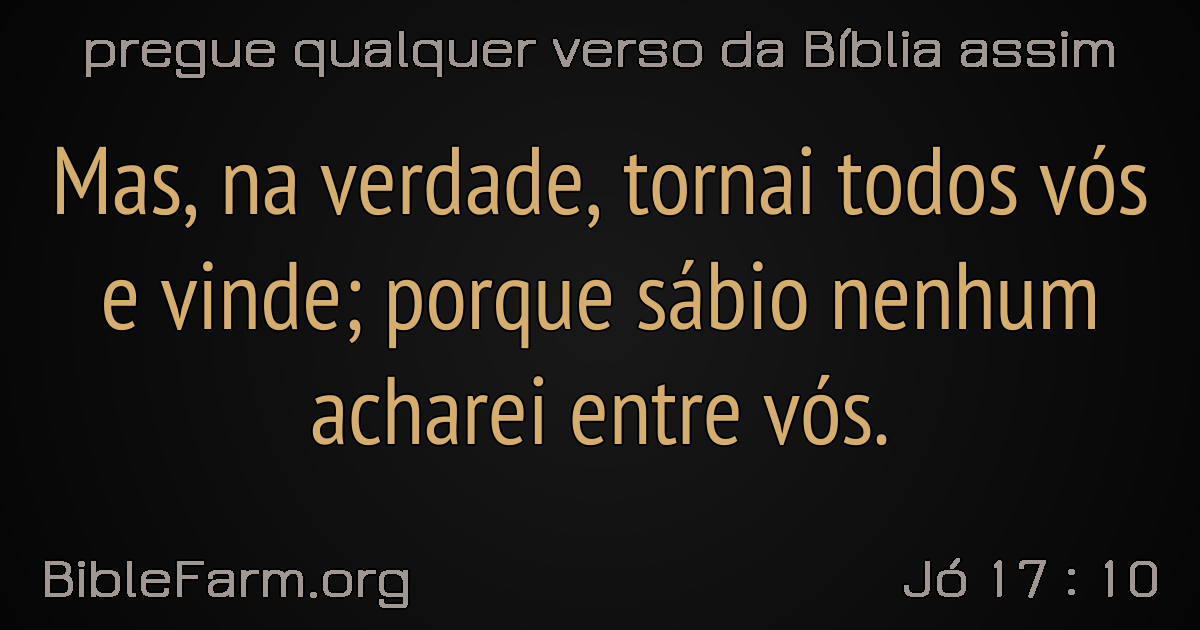 pregue qualquer verso da Bíblia assim
Mas, na verdade, tornai todos vós
e vinde; porque sábio nenhum
acharei entre vós.
BibleFarm.org
Jó 17 : 10